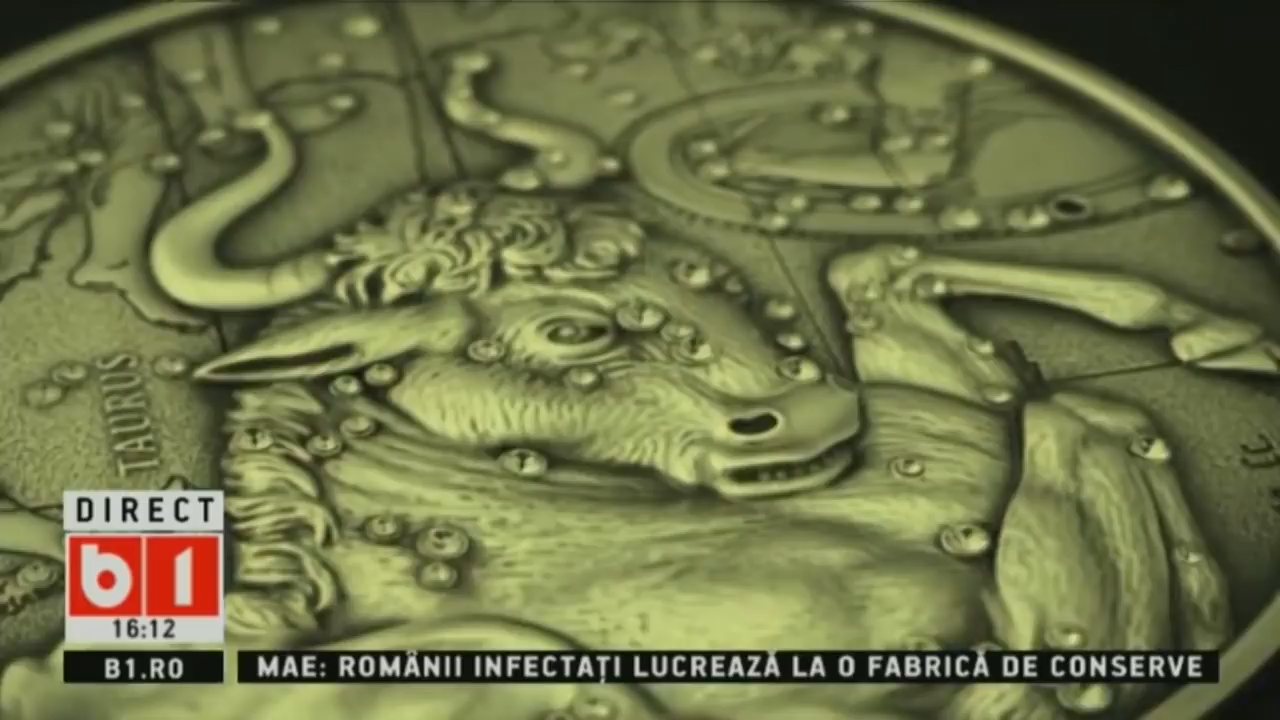 TAURUS
DIRECT
b1
16:12
B1.RO
MAE: ROMÂNII INFECTAȚI LUCREAZĂ LA O FABRICĂ DE CONSERVE